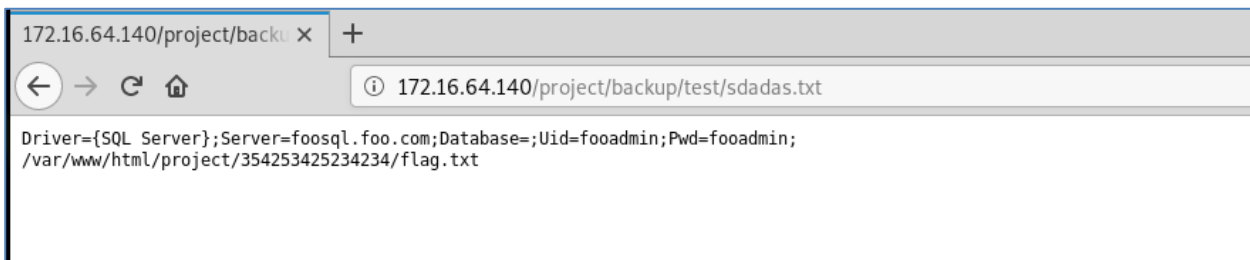 172.16.64.140/project/backu
172.16.64.140/project/backup/test/sdadas.txt
Driver={SQL Server};Server=foosql.foo.com;Database=;Uid=fooadmin;Pwd=fooadmin;
/var/www/html/project/354253425234234/flag.txt